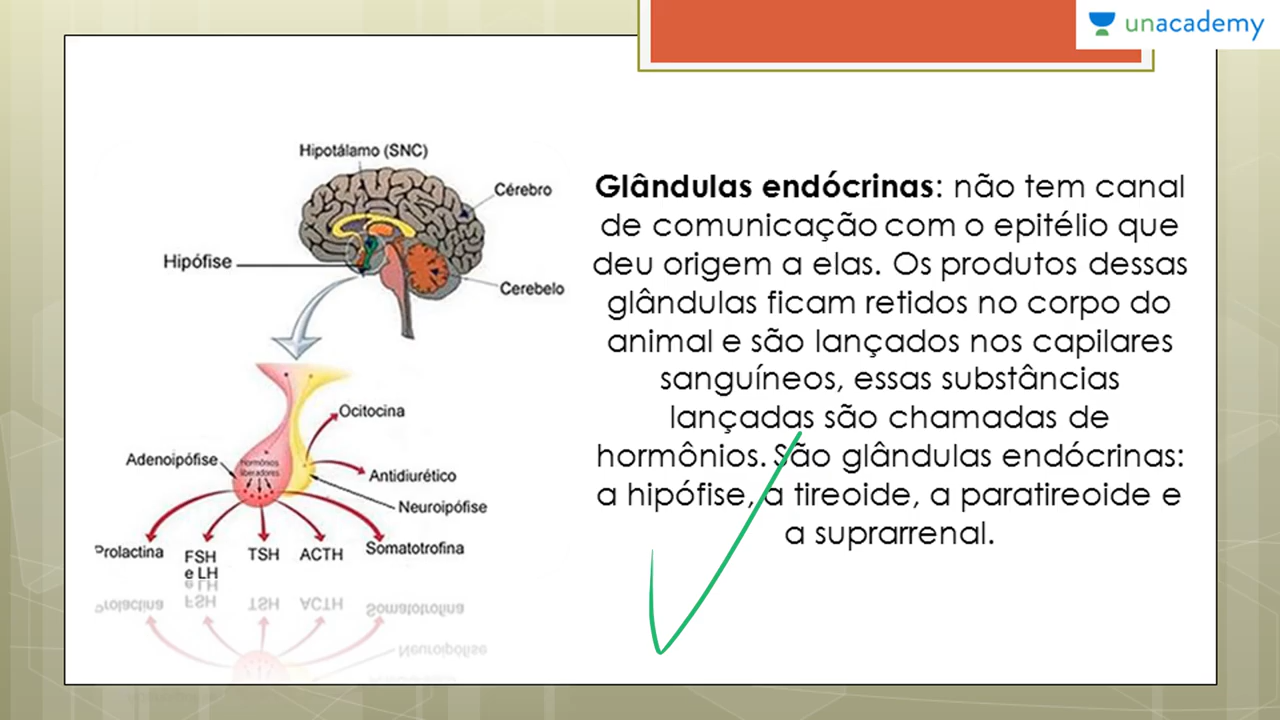 unacademy
Hipotálamo (SNC)
Cérebro
Hipófise
Cerebelo
Ocitocina
Adenoipófise
hormônios
liberadores
Antidiurético
Neuroipófise
Prolactina
FSH
e LH
TSH
ACTH
Somatotrofina
Glândulas endócrinas: não tem canal
de comunicação com o epitélio que
deu origem a elas. Os produtos dessas
glândulas ficam retidos no corpo do
animal e são lançados nos capilares
sanguíneos, essas substâncias
lançadas são chamadas de
hormônios. São glândulas endócrinas:
a hipófise, a tireoide, a paratireoide e
a suprarrenal.